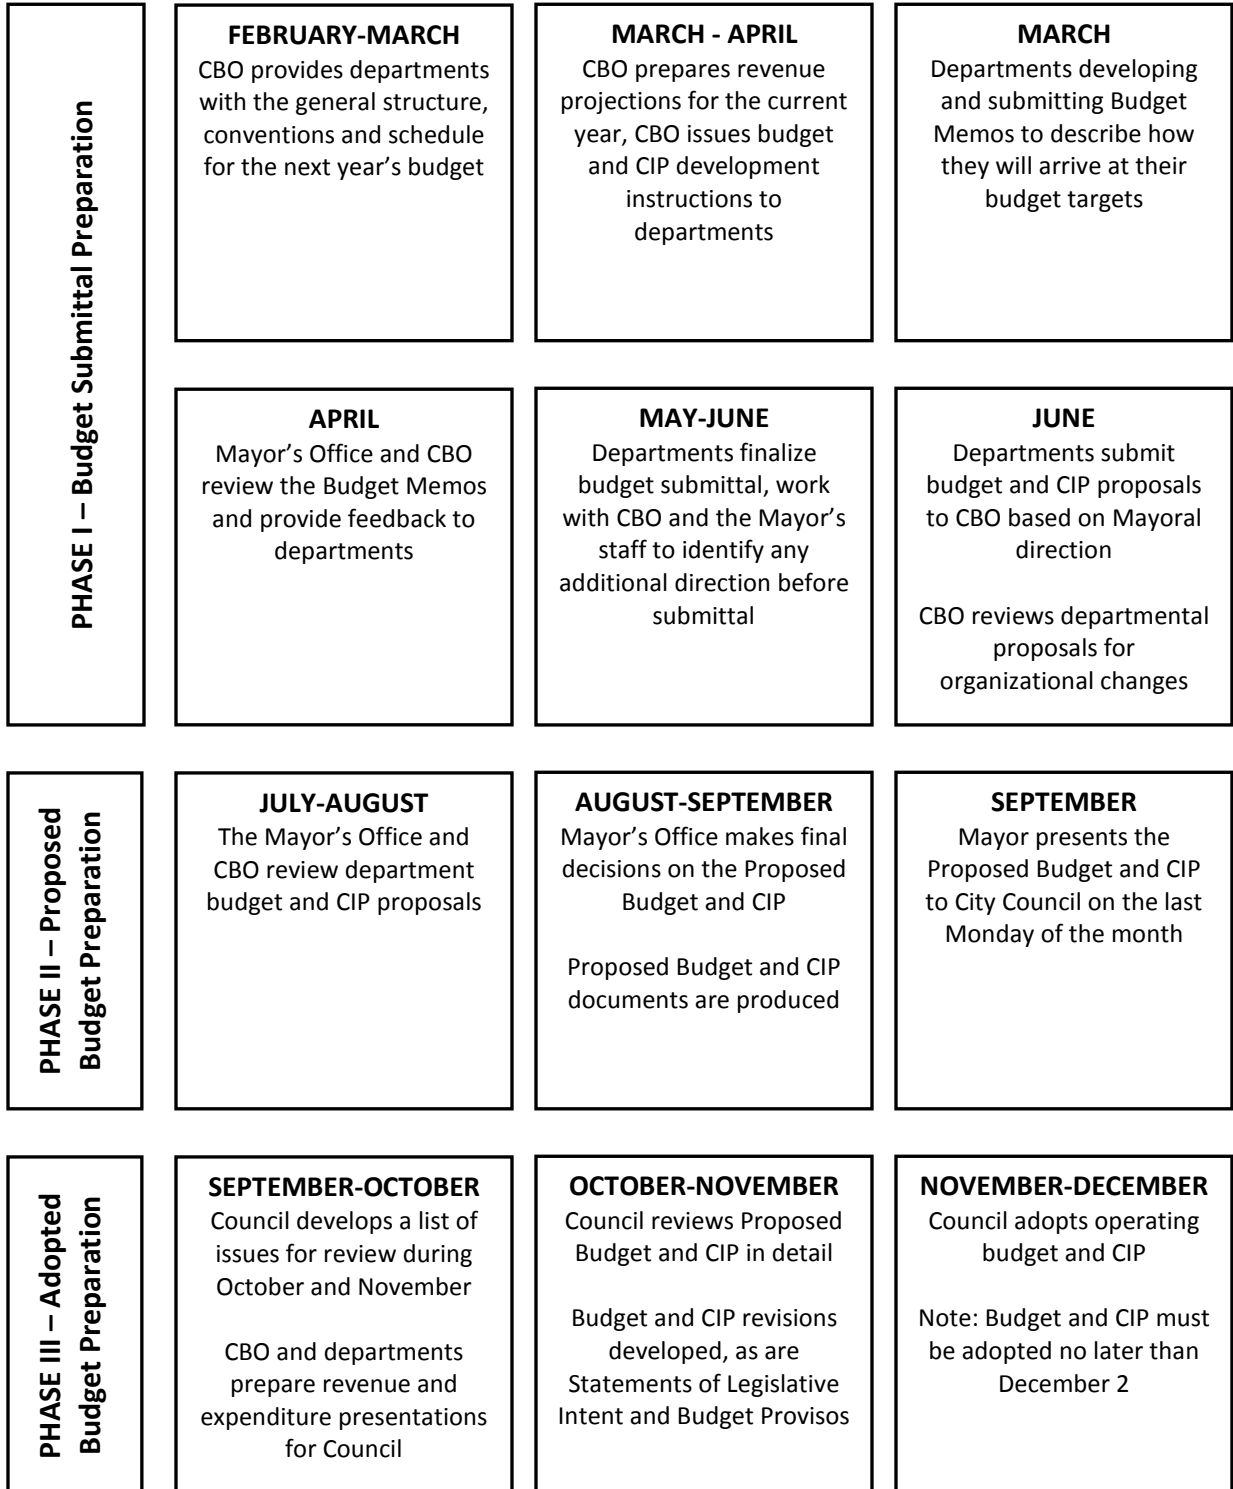 PHASE I – Budget Submittal Preparation
FEBRUARY-MARCH
CBO provides departments
with the general structure,
conventions and schedule
for the next year’s budget
MARCH - APRIL
CBO prepares revenue
projections for the current
year, CBO issues budget
and CIP development
instructions to
departments
MARCH
Departments developing
and submitting Budget
Memos to describe how
they will arrive at their
budget targets
APRIL
Mayor’s Office and CBO
review the Budget Memos
and provide feedback to
departments
MAY-JUNE
Departments finalize
budget submittal, work
with CBO and the Mayor’s
staff to identify any
additional direction before
submittal
JUNE
Departments submit
budget and CIP proposals
to CBO based on Mayoral
direction
CBO reviews departmental
proposals for
organizational changes
PHASE II – Proposed
Budget Preparation
JULY-AUGUST
The Mayor’s Office and
CBO review department
budget and CIP proposals
AUGUST-SEPTEMBER
Mayor’s Office makes final
decisions on the Proposed
Budget and CIP
Proposed Budget and CIP
documents are produced
SEPTEMBER
Mayor presents the
Proposed Budget and CIP
to City Council on the last
Monday of the month
PHASE III – Adopted
Budget Preparation
SEPTEMBER-OCTOBER
Council develops a list of
issues for review during
October and November
CBO and departments
prepare revenue and
expenditure presentations
for Council
OCTOBER-NOVEMBER
Council reviews Proposed
Budget and CIP in detail
Budget and CIP revisions
developed, as are
Statements of Legislative
Intent and Budget Provisos
NOVEMBER-DECEMBER
Council adopts operating
budget and CIP
Note: Budget and CIP must
be adopted no later than
December 2